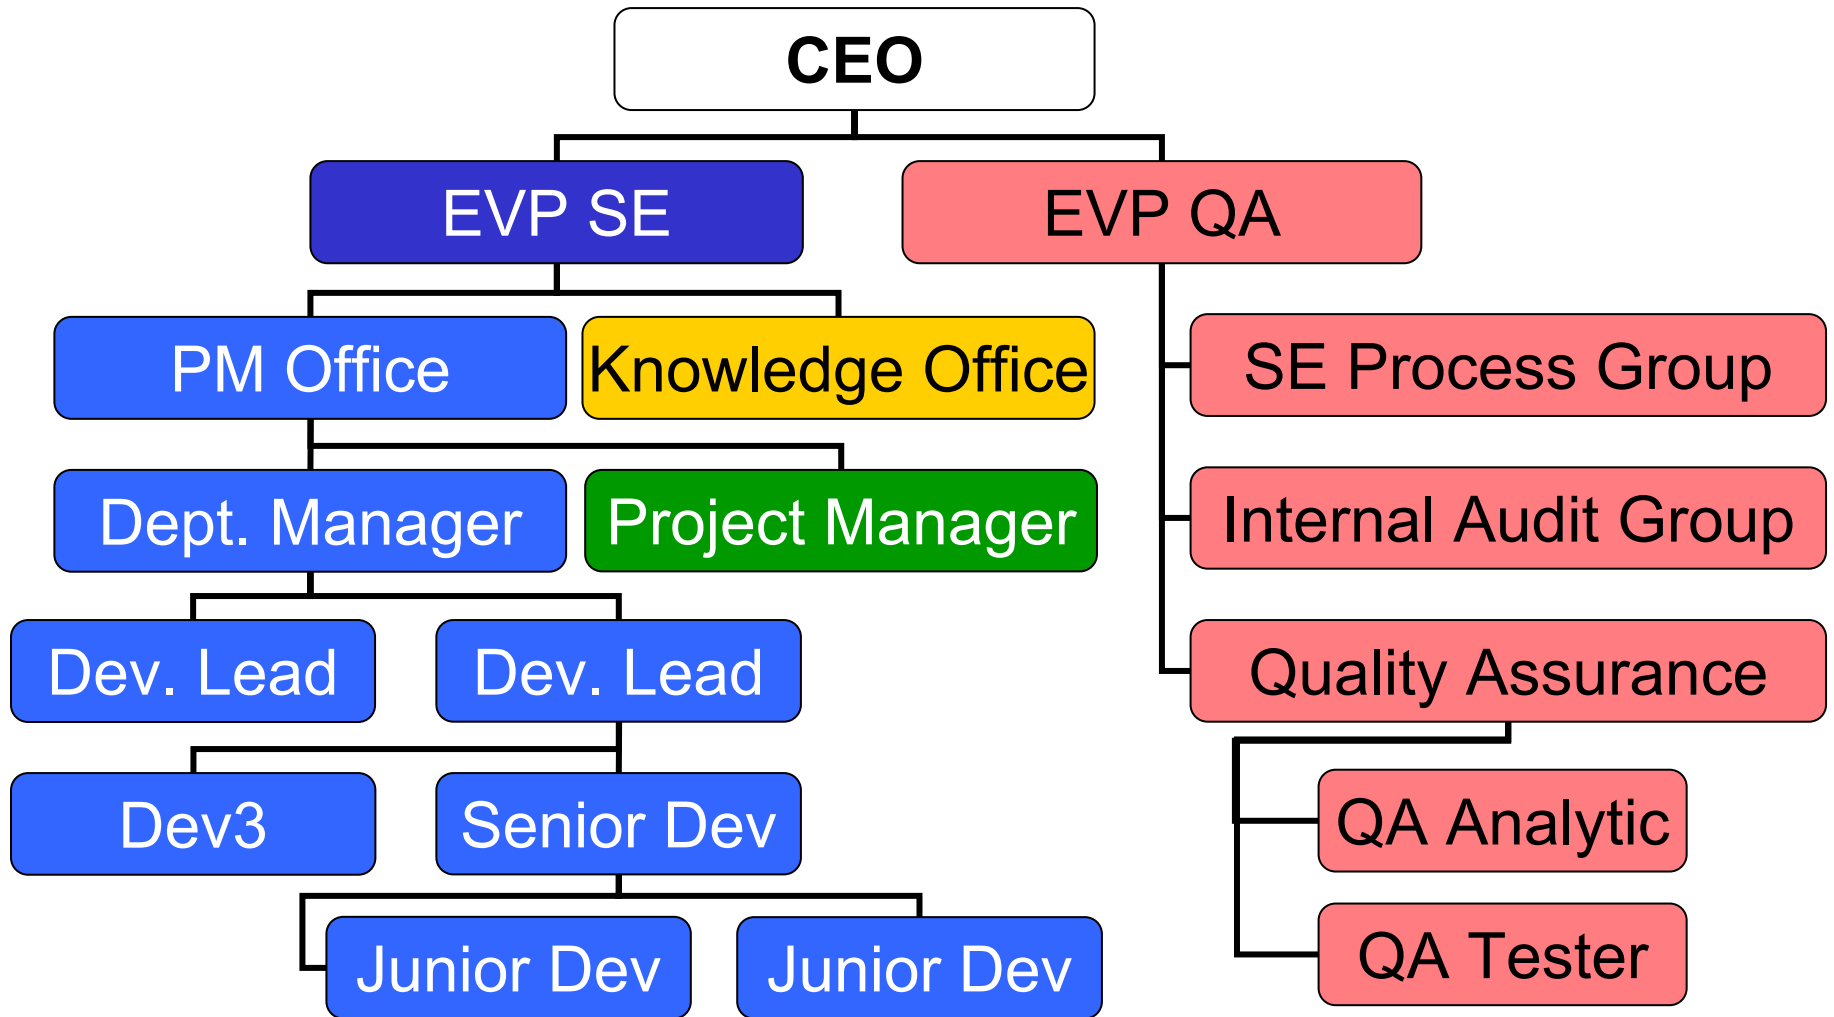 CEO
EVP SE
EVP QA
PM Office
Knowledge Office
SE Process Group
Dept. Manager
Project Manager
Internal Audit Group
Dev. Lead
Dev. Lead
Quality Assurance
Dev3
Senior Dev
QA Analytic
Junior Dev
Junior Dev
QA Tester